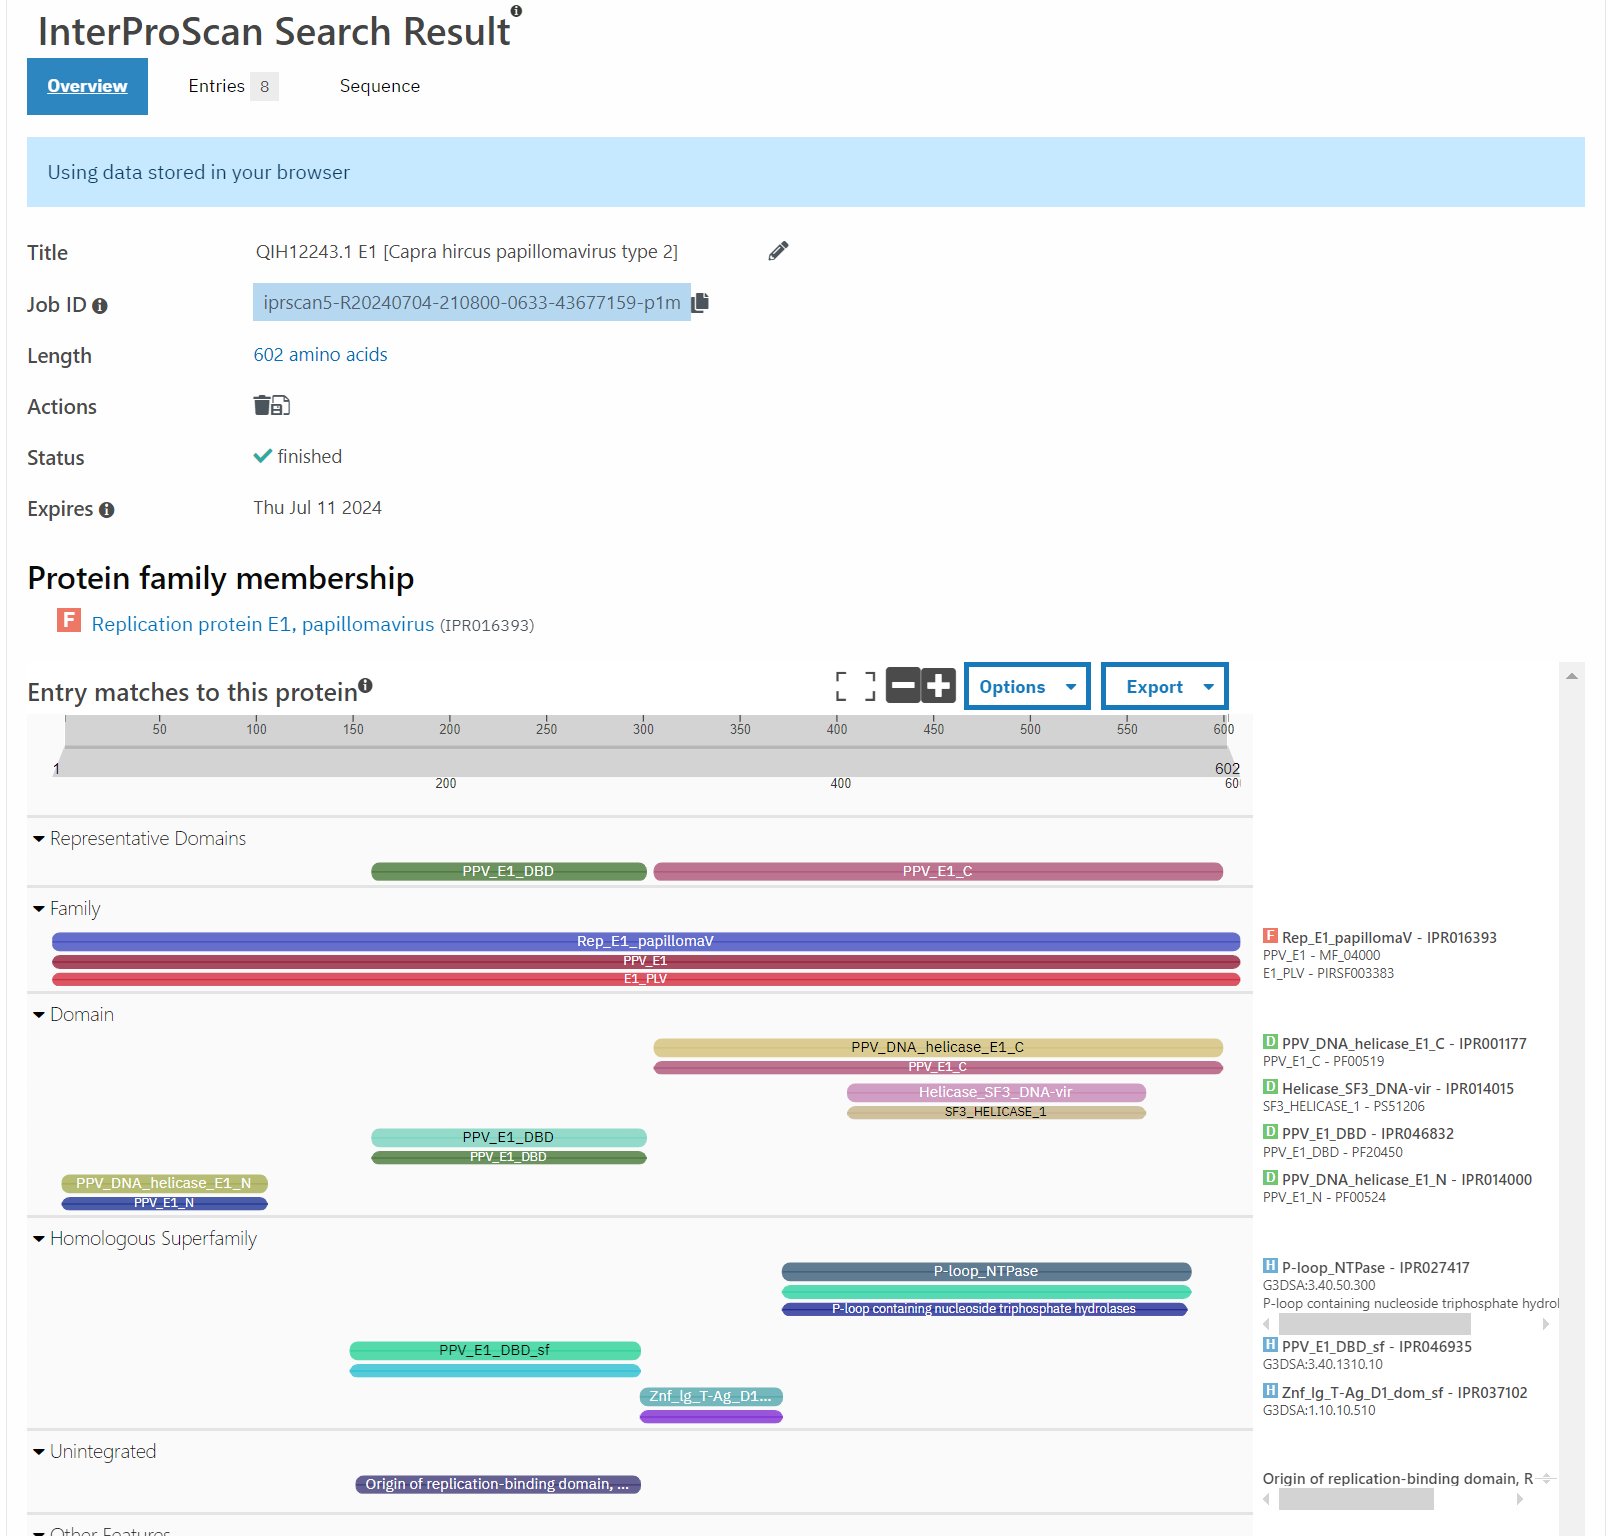 InterProScan Search Result
Overview Entries 8 Sequence
Using data stored in your browser
Title QIH12243.1 E1 [Capra hircus papillomavirus type 2]
Job ID iprscan5-R20240704-210800-0633-43677159-p1m
Length 602 amino acids
Actions
Status finished
Expires Thu Jul 11 2024
Protein family membership
F Replication protein E1, papillomavirus (IPR016393)
Entry matches to this protein Options Export
50 100 150 200 250 300 350 400 450 500 550 600
1 602
200 400 60
Representative Domains
PPV_E1_DBD PPV_E1_C
Family
Rep_E1_papillomaV F Rep_E1_papillomaV - IPR016393
PPV_E1 PPV_E1 - MF_04000
E1_PLV E1_PLV - PIRSF003383
Domain
PPV_DNA_helicase_E1_C D PPV_DNA_helicase_E1_C - IPR001177
PPV_E1_C PPV_E1_C - PF00519
Helicase_SF3_DNA-vir D Helicase_SF3_DNA-vir - IPR014015
SF3_HELICASE_1 SF3_HELICASE_1 - PS51206
PPV_E1_DBD D PPV_E1_DBD - IPR046832
PPV_E1_DBD PPV_E1_DBD - PF20450
PPV_DNA_helicase_E1_N D PPV_DNA_helicase_E1_N - IPR014000
PPV_E1_N PPV_E1_N - PF00524
Homologous Superfamily
P-loop_NTPase H P-loop_NTPase - IPR027417
G3DSA:3.40.50.300
P-loop containing nucleoside triphosphate hydrolases P-loop containing nucleoside triphosphate hydrol
PPV_E1_DBD_sf H PPV_E1_DBD_sf - IPR046935
G3DSA:3.40.1310.10
Znf_lg_T-Ag_D1... H Znf_lg_T-Ag_D1_dom_sf - IPR037102
G3DSA:1.10.10.510
Unintegrated
Origin of replication-binding domain, ... Origin of replication-binding domain, R
Other Features